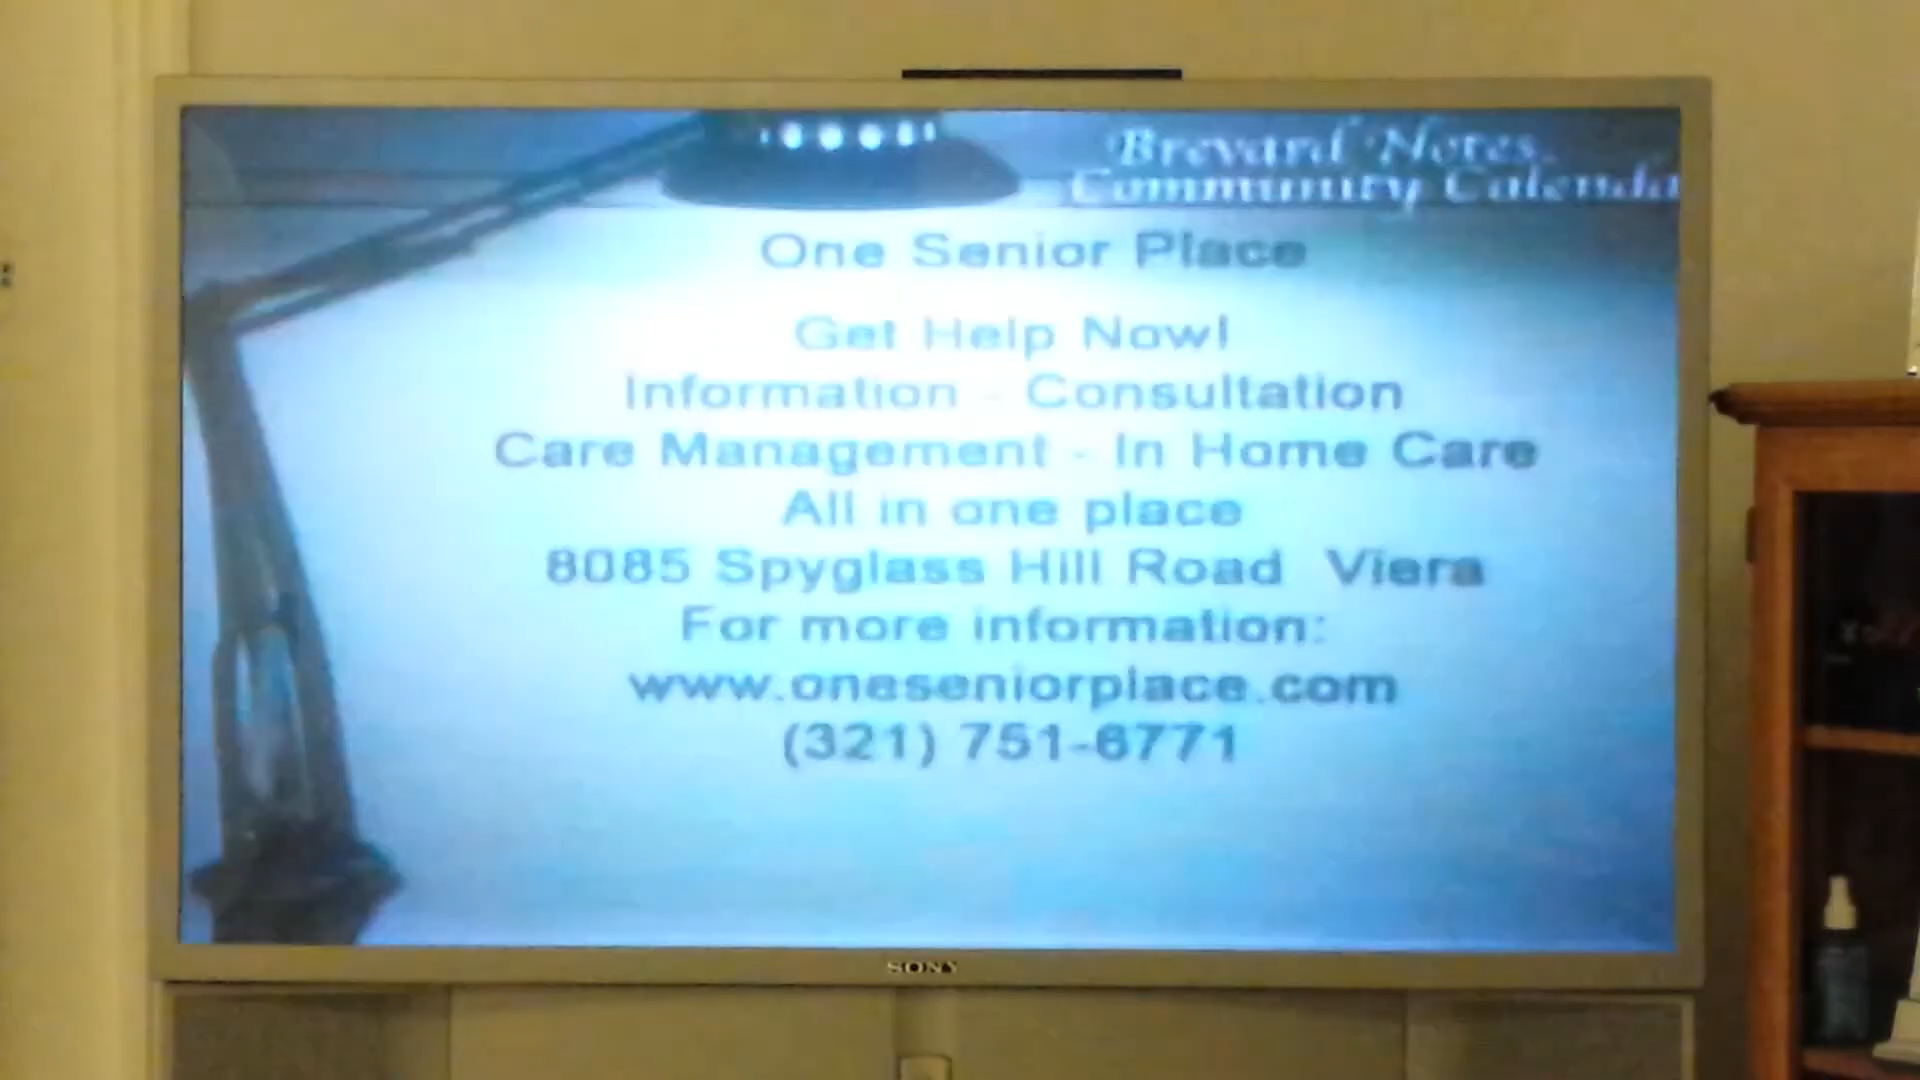 Brevard Notes
Community Calenda
One Senior Place
Get Help Now!
Information - Consultation
Care Management - In Home Care
All in one place
8085 Spyglass Hill Road Viera
For more information:
www.oneseniorplace.com
(321) 751-6771
SONY